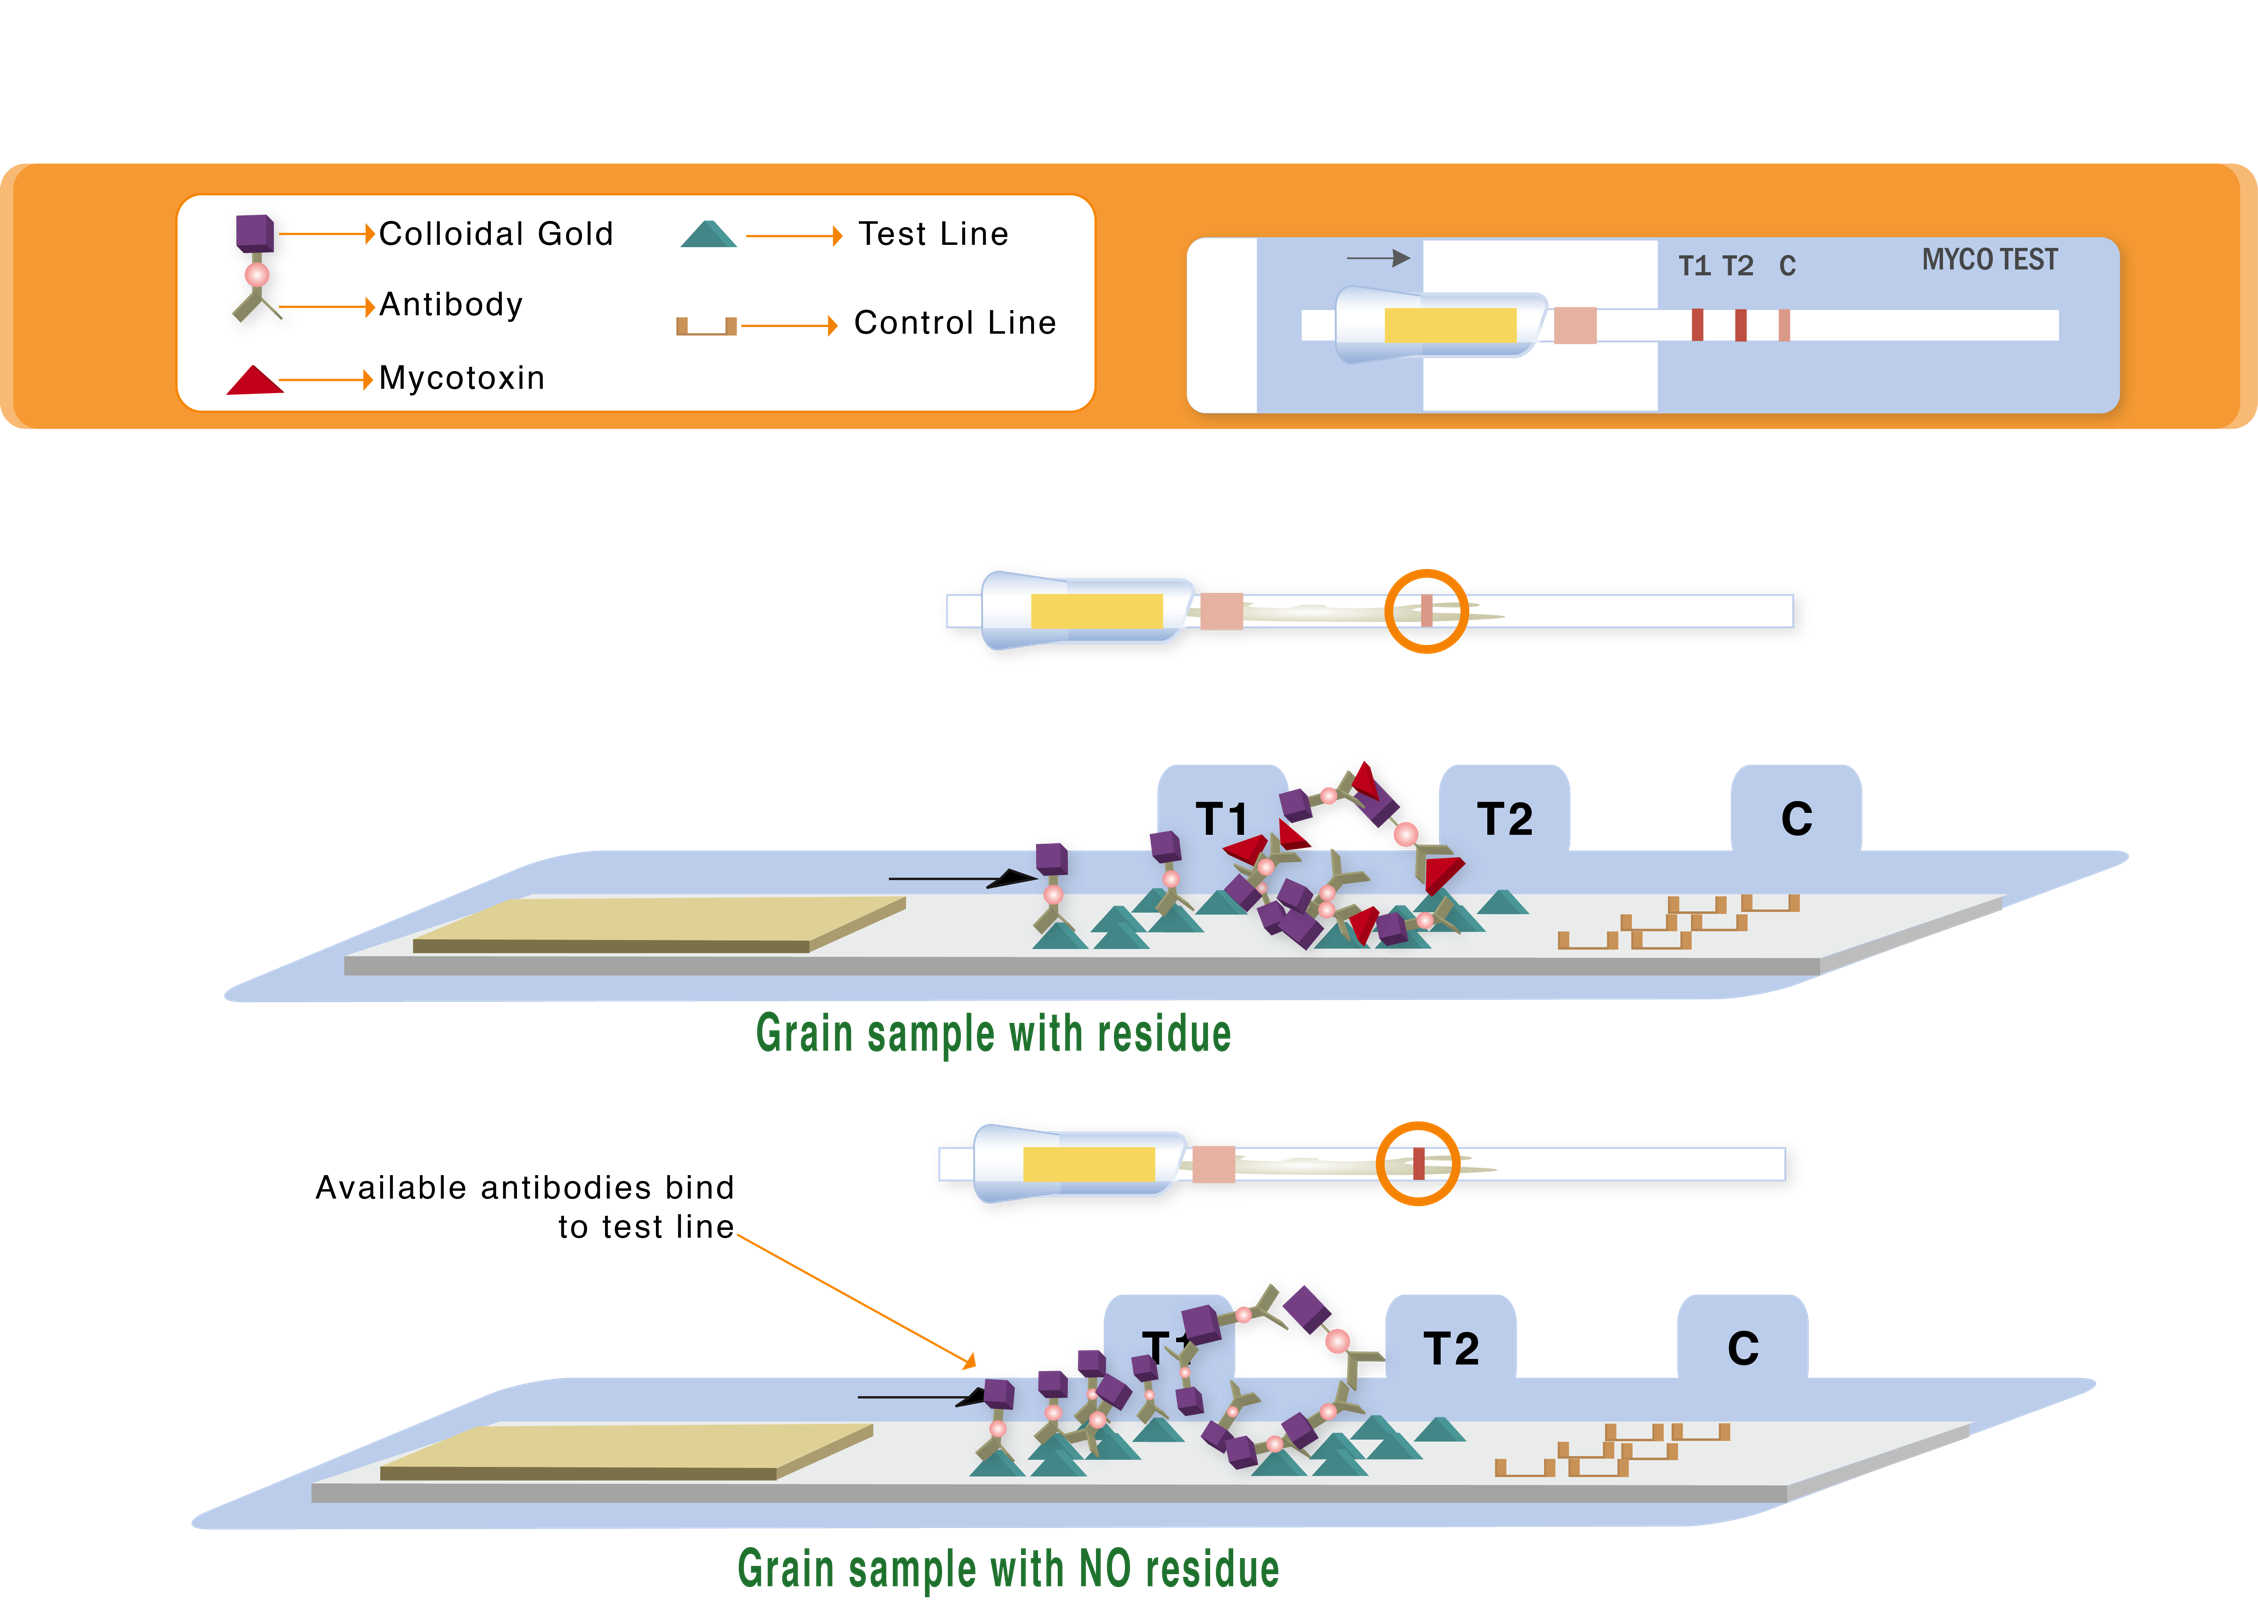 Colloidal Gold
Test Line
Antibody
Control Line
Mycotoxin
T1 T2 C
MYCO TEST
T1
T2
C
Grain sample with residue
Available antibodies bind
to test line
T1
T2
C
Grain sample with NO residue